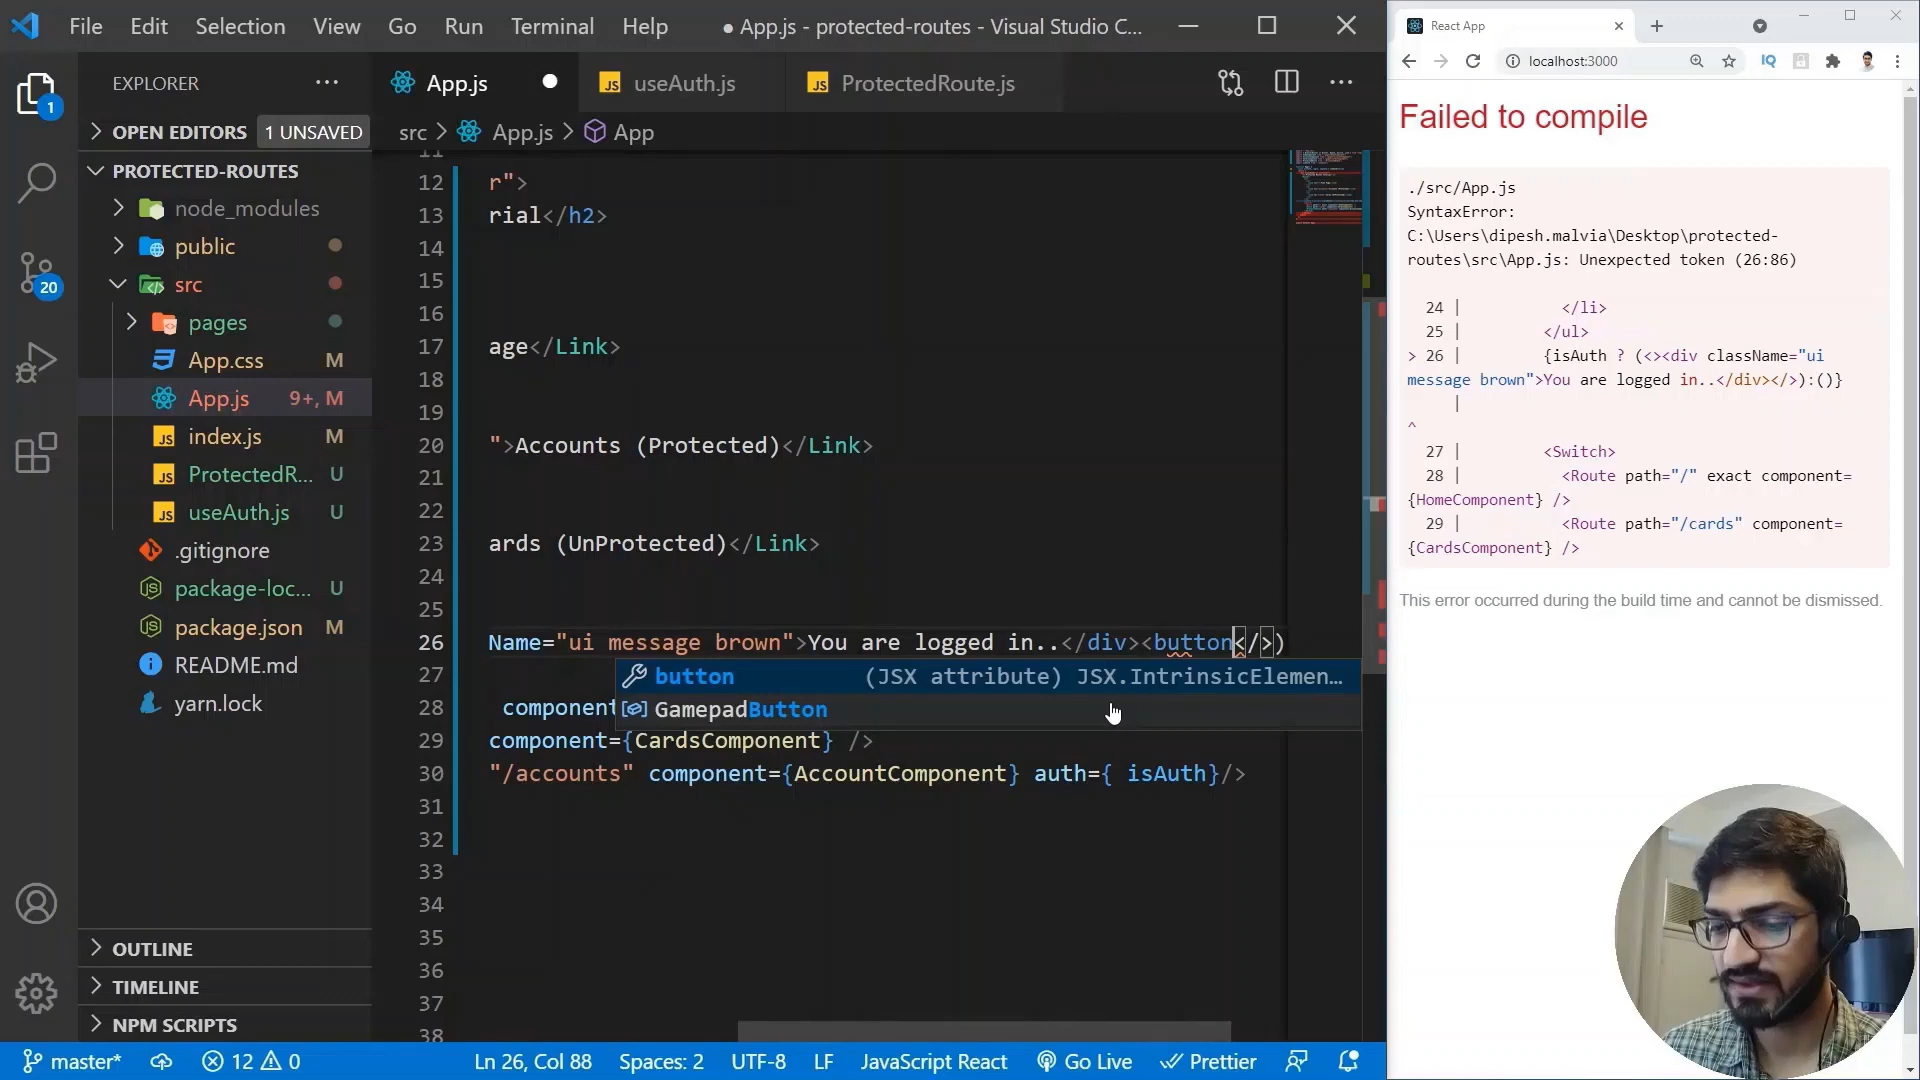 File Edit Selection View Go Run Terminal Help ● App.js - protected-routes - Visual Studio C...
EXPLORER
OPEN EDITORS 1 UNSAVED
PROTECTED-ROUTES
node_modules
public
src
pages
App.css M
App.js 9+, M
index.js M
ProtectedR... U
useAuth.js U
.gitignore
package-loc... U
package.json M
README.md
yarn.lock
OUTLINE
TIMELINE
NPM SCRIPTS
1
20
App.js
JS useAuth.js
JS ProtectedRoute.js
src > App.js > App
11
12 r">
13 rial</h2>
14
15
16
17 age</Link>
18
19
20 ">Accounts (Protected)</Link>
21
22
23 ards (UnProtected)</Link>
24
25
26 Name="ui message brown">You are logged in..</div><button</>)
27
button (JSX attribute) JSX.IntrinsicElemen...
GamepadButton
28 component
29 component={CardsComponent} />
30 "/accounts" component={AccountComponent} auth={ isAuth}/>
31
32
33
34
35
36
37
38
master* 12 0 Ln 26, Col 88 Spaces: 2 UTF-8 LF JavaScript React Go Live Prettier
React App
localhost:3000
IQ
Failed to compile
./src/App.js
SyntaxError:
C:\Users\dipesh.malvia\Desktop\protected-
routes\src\App.js: Unexpected token (26:86)
24 | </li>
25 | </ul>
> 26 | {isAuth ? (<><div className="ui
message brown">You are logged in..</div></>):()}
|
^
27 | <Switch>
28 | <Route path="/" exact component=
{HomeComponent} />
29 | <Route path="/cards" component=
{CardsComponent} />
This error occurred during the build time and cannot be dismissed.